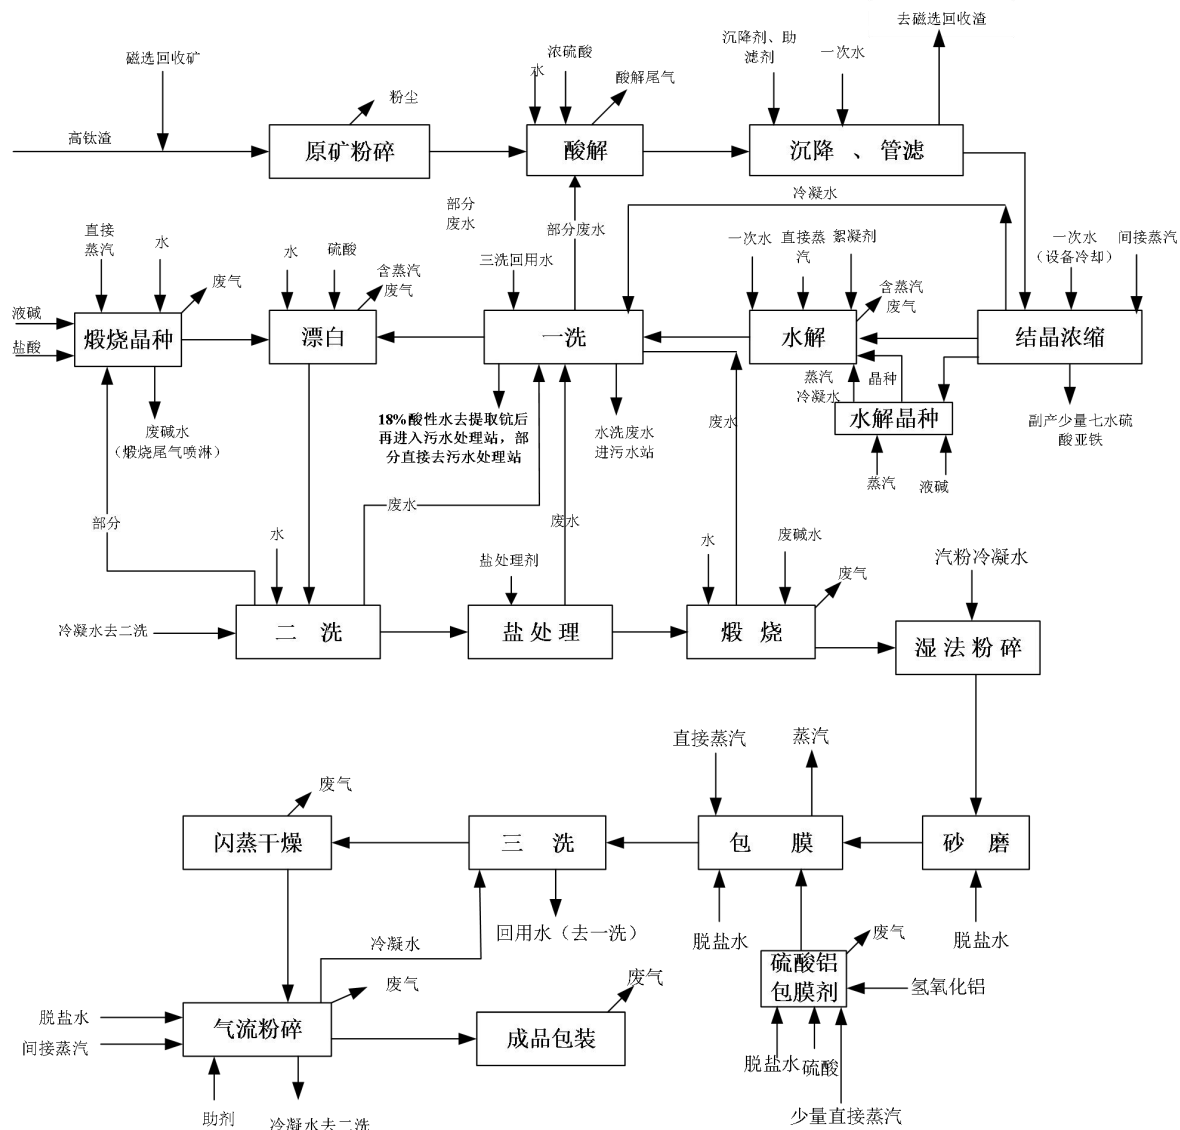 去磁选回收渣
磁选回收矿
浓硫酸
水
沉降剂、助
滤剂
一次水
粉尘
酸解尾气
高钛渣
原矿粉碎
酸解
沉降 、管滤
冷凝水
部分
废水
部分废水
直接
蒸汽
水
水
硫酸
含蒸汽
废气
废气
三洗回用水
一次水
直接蒸
汽
絮凝剂
含蒸汽
废气
一次水
（设备冷却）
间接蒸汽
液碱
盐酸
煅烧晶种
漂白
一洗
水解
结晶浓缩
蒸汽
冷凝水
晶种
水解晶种
废碱水
（煅烧尾气喷淋）
18%酸性水去提取钪后
再进入污水处理站，部
分直接去污水处理站
水洗废水
进污水站
废水
副产少量七水硫
酸亚铁
蒸汽
液碱
部分
水
废水
废水
盐处理剂
水
废碱水
废气
汽粉冷凝水
冷凝水去二洗
二 洗
盐处理
煅 烧
湿法粉碎
直接蒸汽
蒸汽
废气
闪蒸干燥
三 洗
包 膜
砂 磨
回用水（去一洗）
脱盐水
脱盐水
冷凝水
废气
硫酸铝
包膜剂
氢氧化铝
废气
废气
脱盐水
间接蒸汽
气流粉碎
成品包装
脱盐水
硫酸
少量直接蒸汽
助剂
冷凝水去二洗